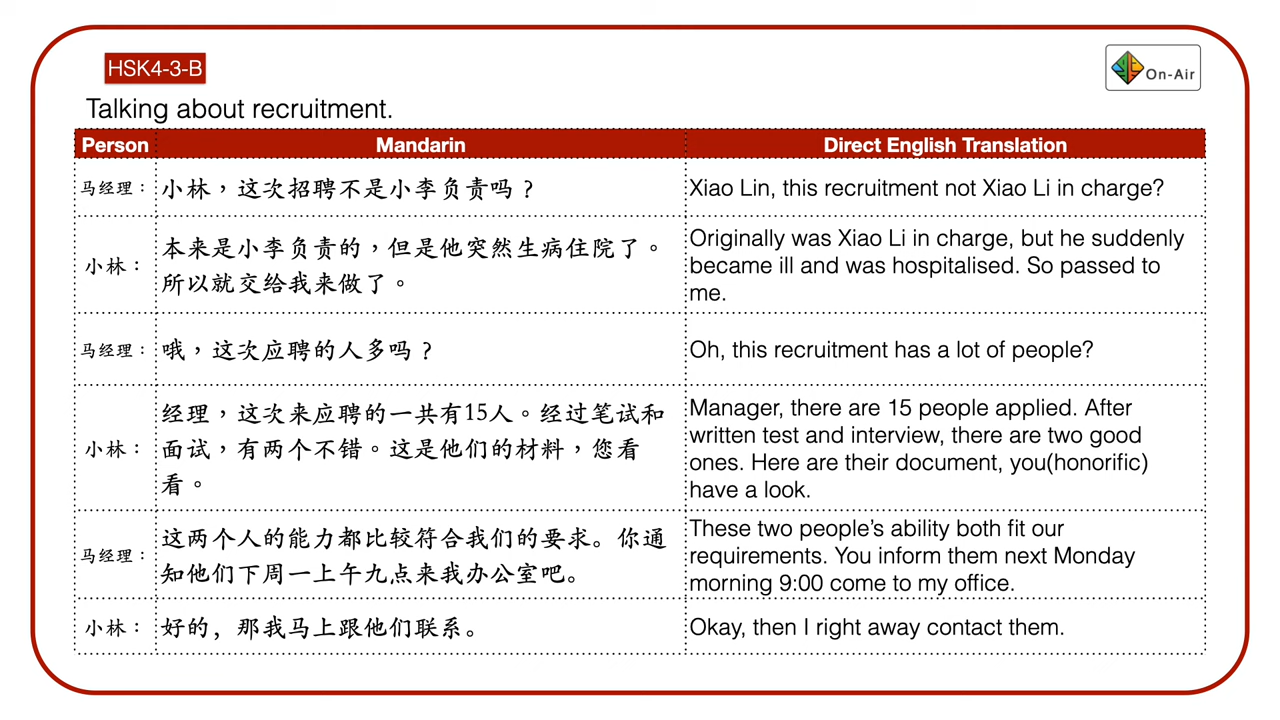 HSK4-3-B
On-Air
Talking about recruitment.
Person Mandarin Direct English Translation
马经理：
小林，这次招聘不是小李负责吗？
Xiao Lin, this recruitment not Xiao Li in charge?
小林：
本来是小李负责的，但是他突然生病住院了。
所以就交给我来做了。
Originally was Xiao Li in charge, but he suddenly
became ill and was hospitalised. So passed to
me.
马经理：
哦，这次应聘的人多吗？
Oh, this recruitment has a lot of people?
小林：
经理，这次来应聘的一共有15人。经过笔试和
面试，有两个不错。这是他们的材料，您看
看。
Manager, there are 15 people applied. After
written test and interview, there are two good
ones. Here are their document, you(honorific)
have a look.
马经理：
这两个人的能力都比较符合我们的要求。你通
知他们下周一上午九点来我办公室吧。
These two people’s ability both fit our
requirements. You inform them next Monday
morning 9:00 come to my office.
小林：
好的，那我马上跟他们联系。
Okay, then I right away contact them.